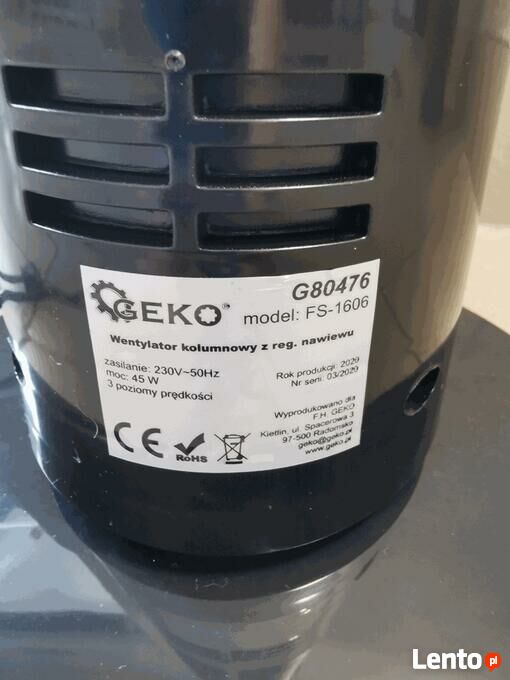 GEKO®
G80476
model: FS-1606
Wentylator kolumnowy z reg. nawiewu
zasilanie: 230V~50Hz
moc: 45 W
3 poziomy prędkości
Rok produkcji: 2029
Nr serii: 03/2029
Wyprodukowano dla
F.H. GEKO
Kietlin, ul. Spacerowa 3
97-500 Radomsko
geko@geko.pl
www.geko.pl
CE
RoHS
Lento.pl